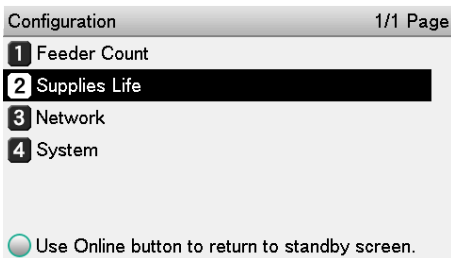 Configuration 1/1 Page
1 Feeder Count
2 Supplies Life
3 Network
4 System
Use Online button to return to standby screen.